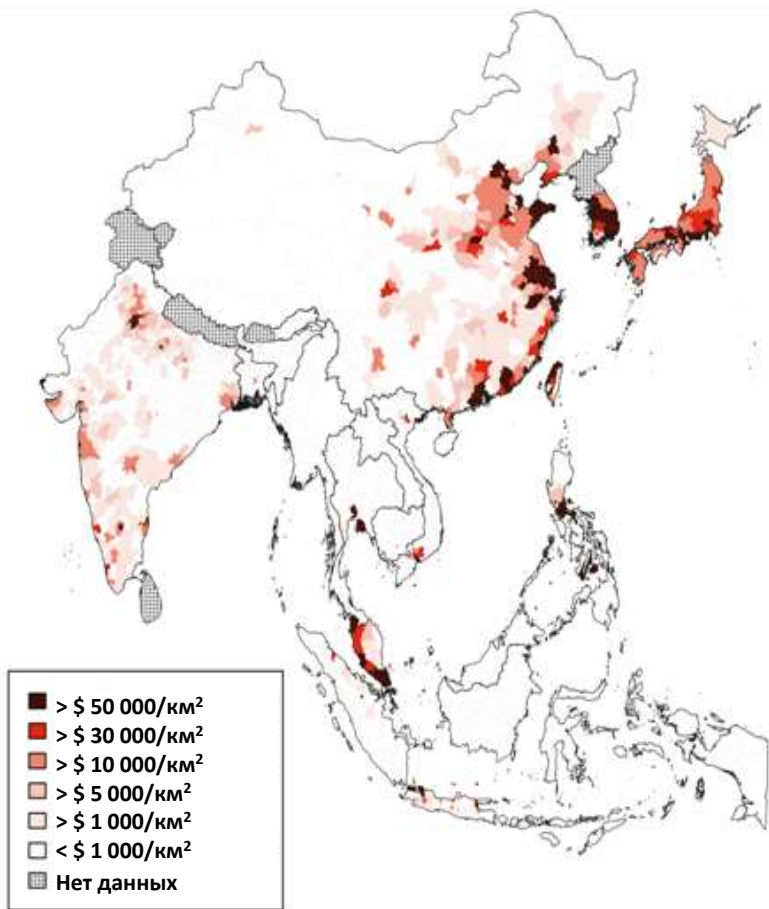 > $ 50 000/км²
> $ 30 000/км²
> $ 10 000/км²
> $ 5 000/км²
> $ 1 000/км²
< $ 1 000/км²
Нет данных